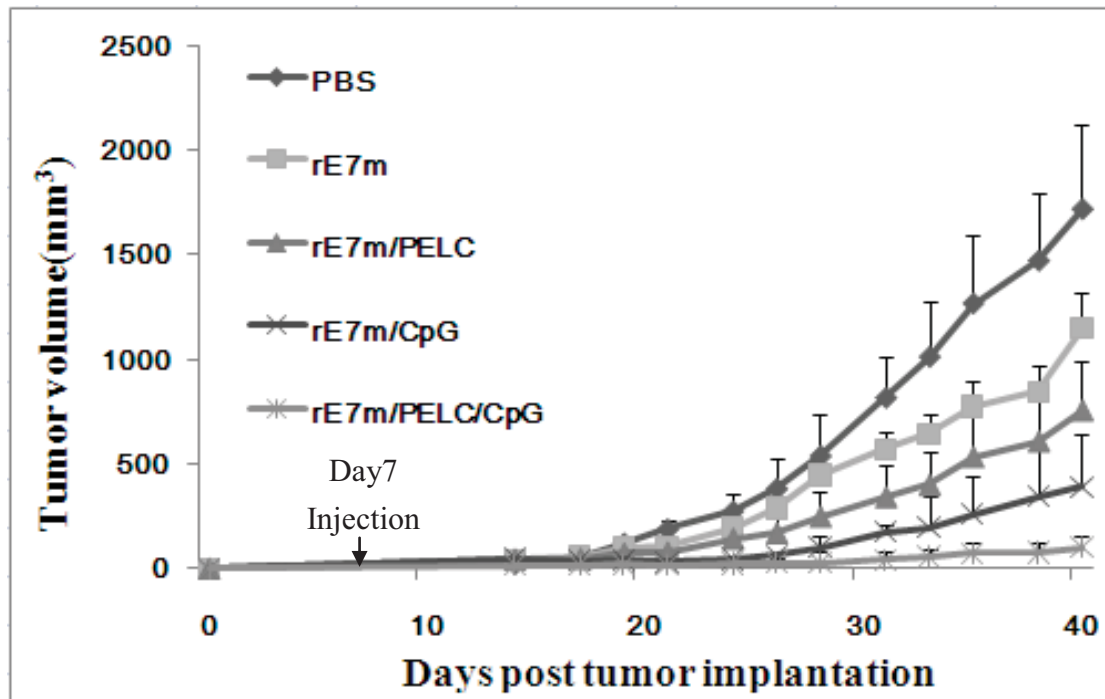 2500
2000
1500
1000
500
0
Tumor volume(mm³)
PBS
rE7m
rE7m/PELC
rE7m/CpG
rE7m/PELC/CpG
Day7
Injection
0 10 20 30 40
Days post tumor implantation